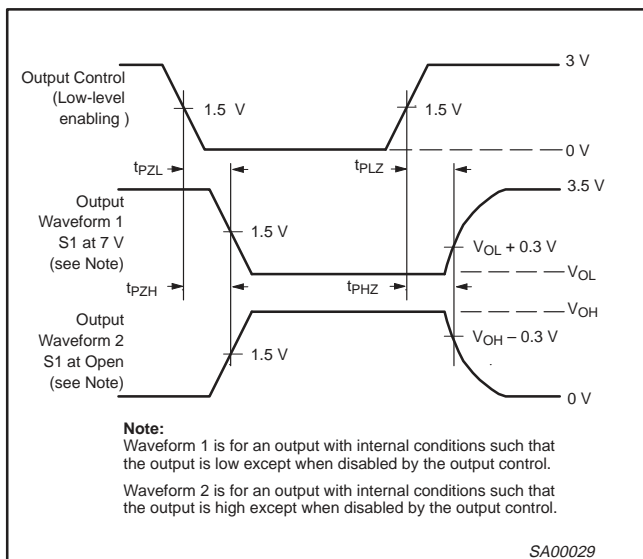 3 V
Output Control
(Low-level
enabling )
1.5 V
1.5 V
0 V
tPZL
tPLZ
3.5 V
Output
Waveform 1
S1 at 7 V
(see Note)
1.5 V
VOL + 0.3 V
VOL
tPZH
tPHZ
VOH
Output
Waveform 2
S1 at Open
(see Note)
VOH – 0.3 V
1.5 V
0 V
Note:
Waveform 1 is for an output with internal conditions such that
the output is low except when disabled by the output control.
Waveform 2 is for an output with internal conditions such that
the output is high except when disabled by the output control.
SA00029